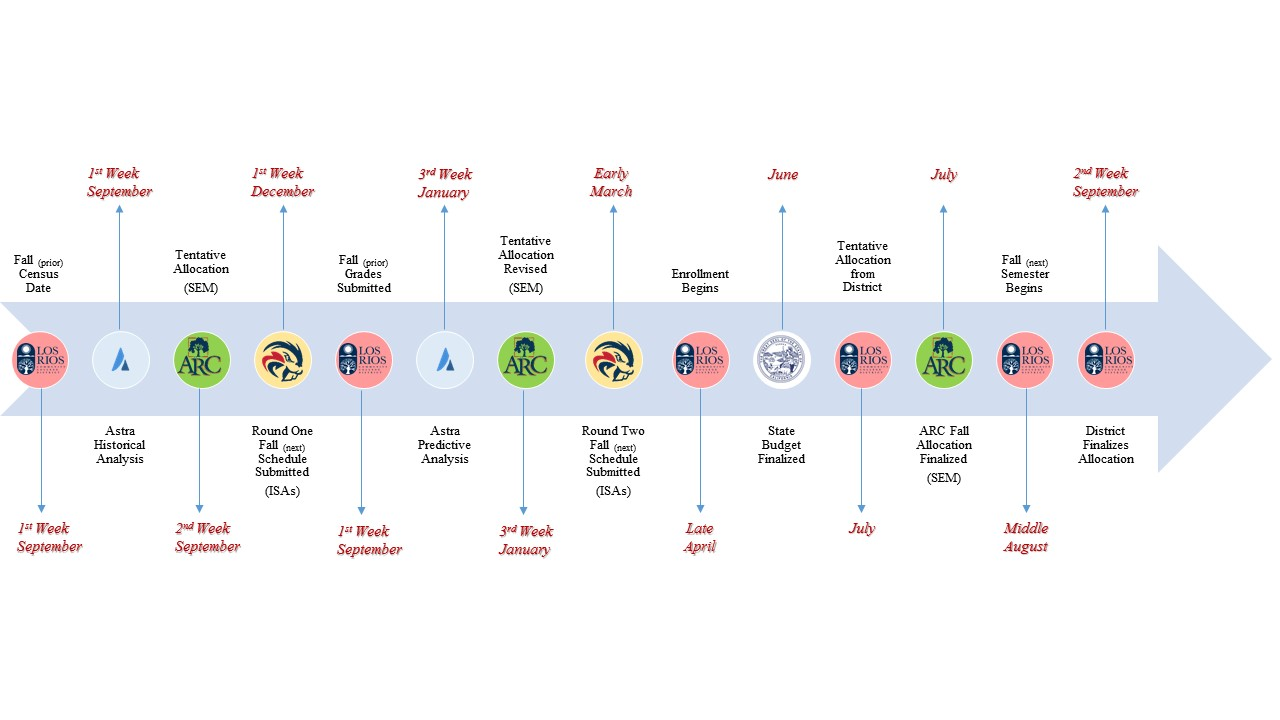 1st Week
September
1st Week
December
3rd Week
January
Early
March
June
July
2nd Week
September
Fall (prior)
Census
Date
Tentative
Allocation
(SEM)
Fall (prior)
Grades
Submitted
Tentative
Allocation
Revised
(SEM)
Enrollment
Begins
Tentative
Allocation
from
District
Fall (next)
Semester
Begins
LOS
RIOS
ARC
LOS
RIOS
ARC
LOS
RIOS
LOS
RIOS
ARC
LOS
RIOS
LOS
RIOS
Astra
Historical
Analysis
Round One
Fall (next)
Schedule
Submitted
(ISAs)
Astra
Predictive
Analysis
Round Two
Fall (next)
Schedule
Submitted
(ISAs)
State
Budget
Finalized
ARC Fall
Allocation
Finalized
(SEM)
District
Finalizes
Allocation
1st Week
September
2nd Week
September
1st Week
September
3rd Week
January
Late
April
July
Middle
August